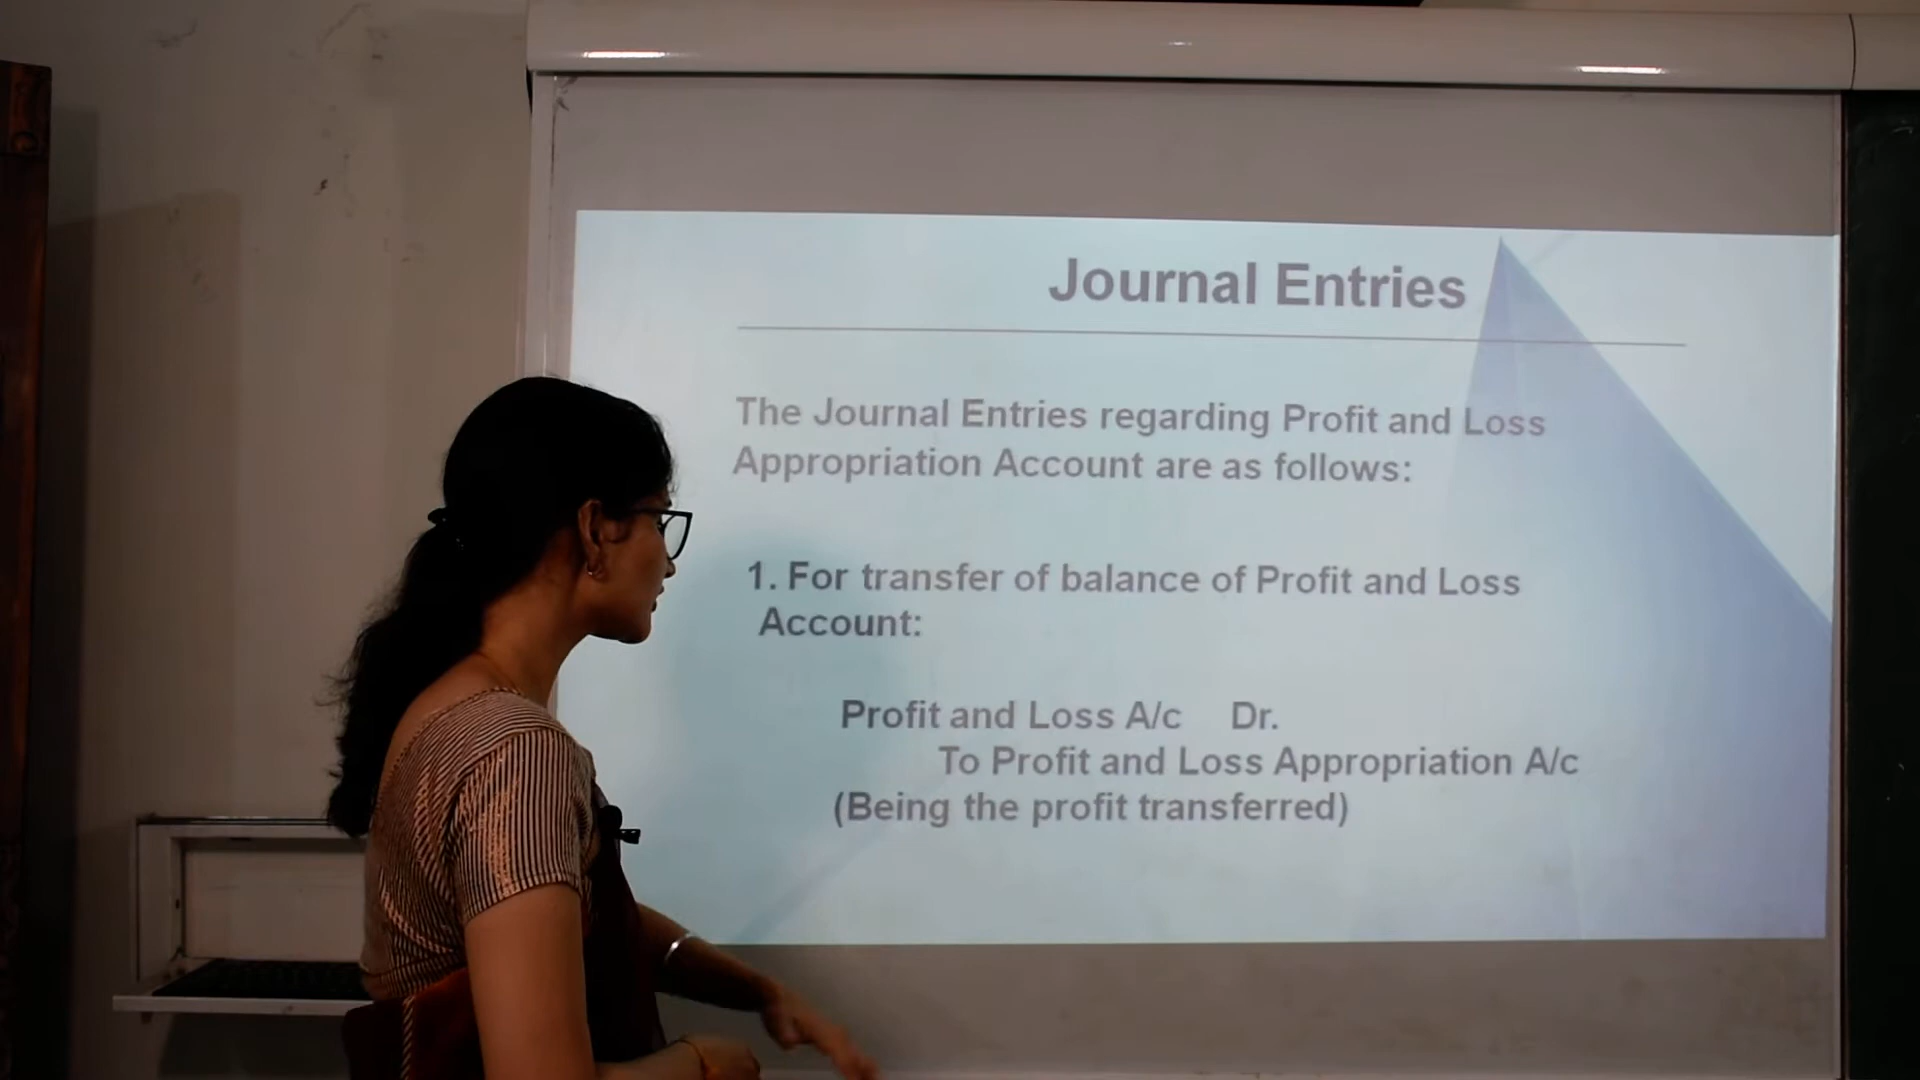 Journal Entries
The Journal Entries regarding Profit and Loss
Appropriation Account are as follows:
1. For transfer of balance of Profit and Loss
Account:
Profit and Loss A/c Dr.
To Profit and Loss Appropriation A/c
(Being the profit transferred)